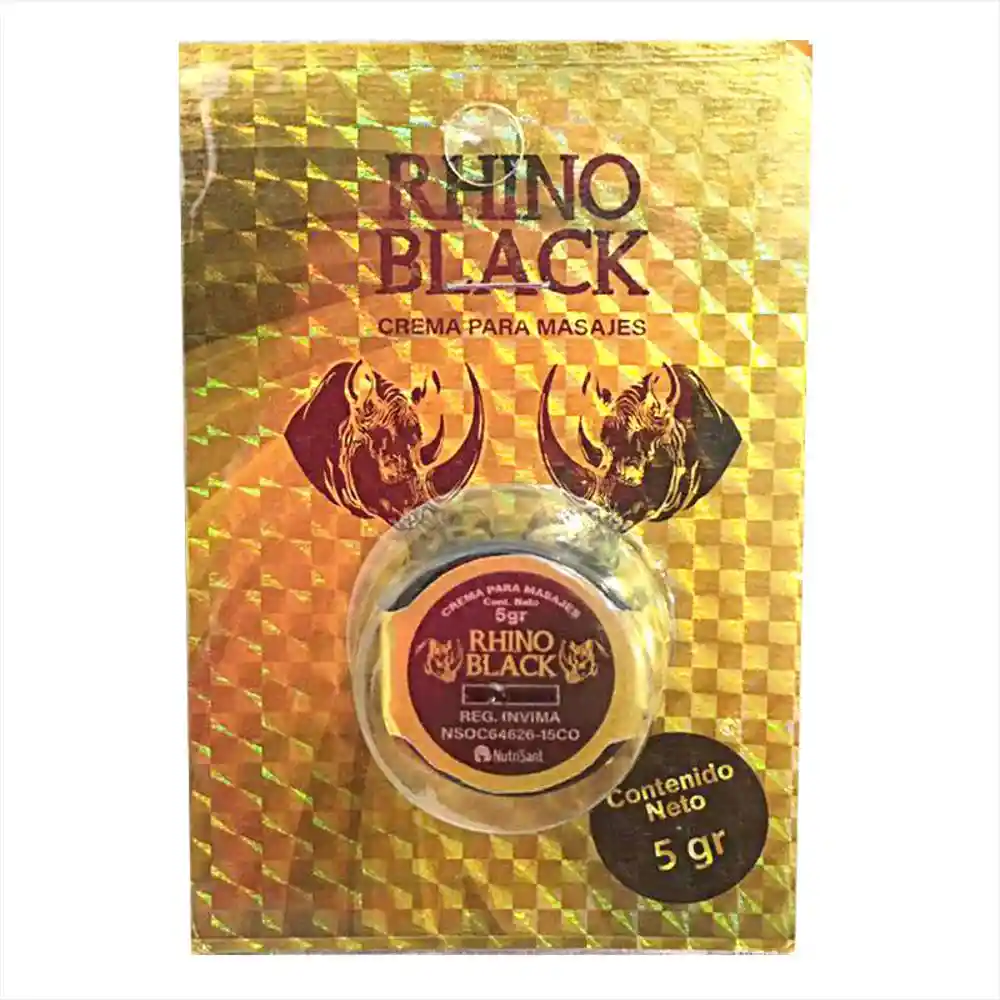 RHINO
BLACK
CREMA PARA MASAJES
CREMA PARA MASAJES
Cont. Neto
5gr
RHINO
BLACK
REG. INVIMA
NSOC64626-15CO
NutriSant
Contenido
Neto
5 gr